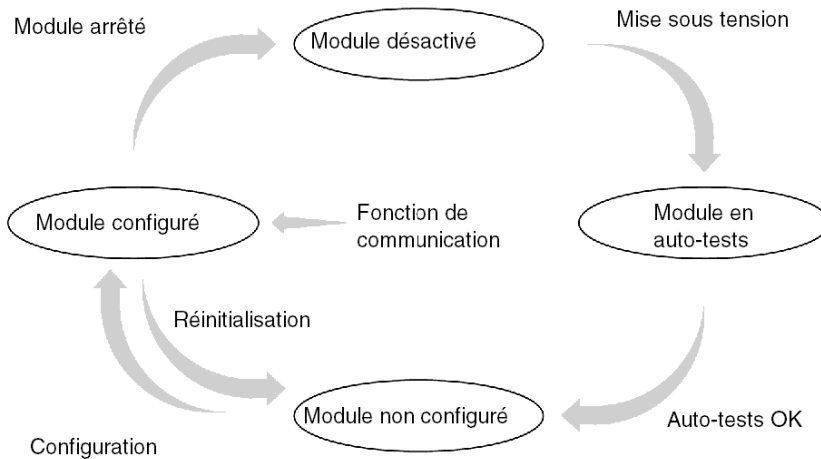 Module arrêté
Module désactivé
Mise sous tension
Module configuré
Fonction de
communication
Module en
auto-tests
Réinitialisation
Module non configuré
Auto-tests OK
Configuration